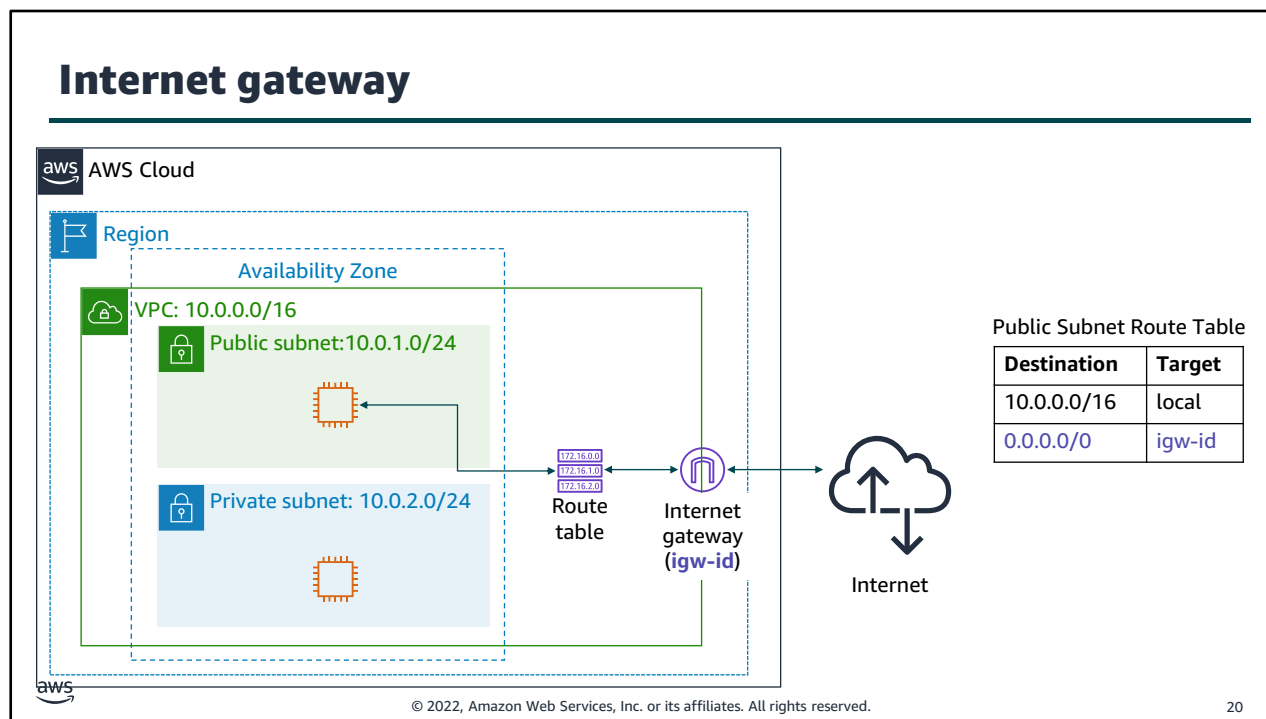 Internet gateway
aws
AWS Cloud
Region
Availability Zone
VPC: 10.0.0.0/16
Public subnet:10.0.1.0/24
Private subnet: 10.0.2.0/24
172.16.0.0
172.16.1.0
172.16.2.0
Route
table
Internet
gateway
(igw-id)
Internet
Public Subnet Route Table
Destination Target
10.0.0.0/16 local
0.0.0.0/0 igw-id
aws
© 2022, Amazon Web Services, Inc. or its affiliates. All rights reserved.
20